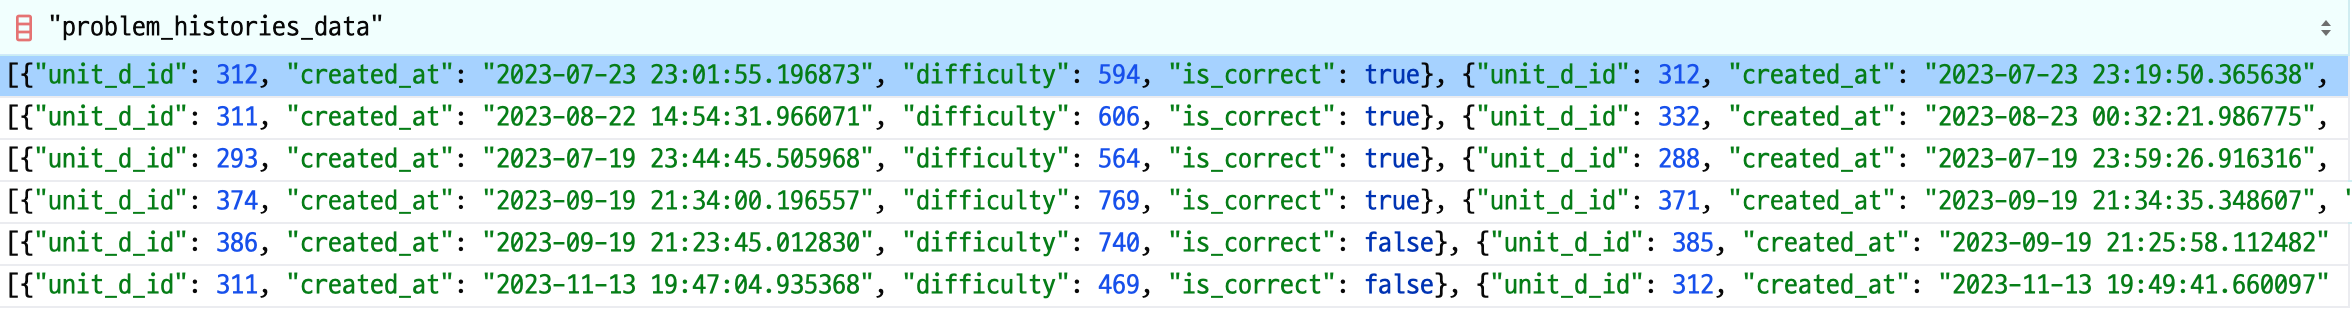 "problem_histories_data"
[{"unit_d_id": 312, "created_at": "2023-07-23 23:01:55.196873", "difficulty": 594, "is_correct": true}, {"unit_d_id": 312, "created_at": "2023-07-23 23:19:50.365638",
[{"unit_d_id": 311, "created_at": "2023-08-22 14:54:31.966071", "difficulty": 606, "is_correct": true}, {"unit_d_id": 332, "created_at": "2023-08-23 00:32:21.986775",
[{"unit_d_id": 293, "created_at": "2023-07-19 23:44:45.505968", "difficulty": 564, "is_correct": true}, {"unit_d_id": 288, "created_at": "2023-07-19 23:59:26.916316",
[{"unit_d_id": 374, "created_at": "2023-09-19 21:34:00.196557", "difficulty": 769, "is_correct": true}, {"unit_d_id": 371, "created_at": "2023-09-19 21:34:35.348607", "
[{"unit_d_id": 386, "created_at": "2023-09-19 21:23:45.012830", "difficulty": 740, "is_correct": false}, {"unit_d_id": 385, "created_at": "2023-09-19 21:25:58.112482"
[{"unit_d_id": 311, "created_at": "2023-11-13 19:47:04.935368", "difficulty": 469, "is_correct": false}, {"unit_d_id": 312, "created_at": "2023-11-13 19:49:41.660097"